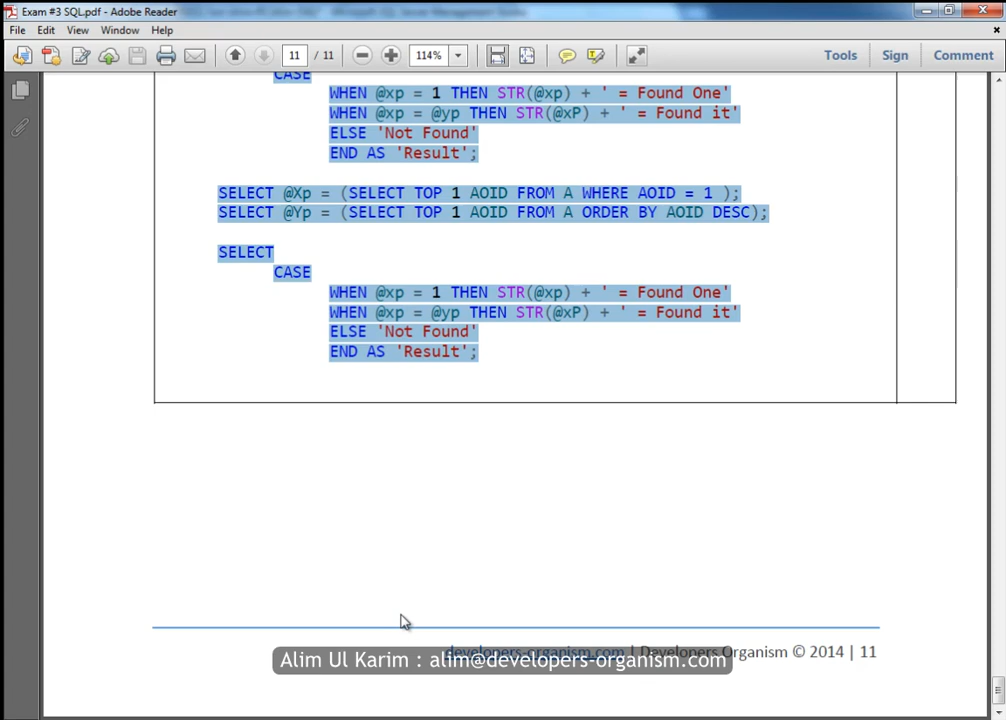 Exam #3 SQL.pdf - Adobe Reader
File Edit View Window Help
11 / 11 114% Tools Sign Comment
CASE
WHEN @xp = 1 THEN STR(@xp) + ' = Found One'
WHEN @xp = @yp THEN STR(@xP) + ' = Found it'
ELSE 'Not Found'
END AS 'Result';
SELECT @Xp = (SELECT TOP 1 AOID FROM A WHERE AOID = 1 );
SELECT @Yp = (SELECT TOP 1 AOID FROM A ORDER BY AOID DESC);
SELECT
CASE
WHEN @xp = 1 THEN STR(@xp) + ' = Found One'
WHEN @xp = @yp THEN STR(@xP) + ' = Found it'
ELSE 'Not Found'
END AS 'Result';
developers-organism.com | Developers Organism © 2014 | 11
Alim Ul Karim : alim@developers-organism.com